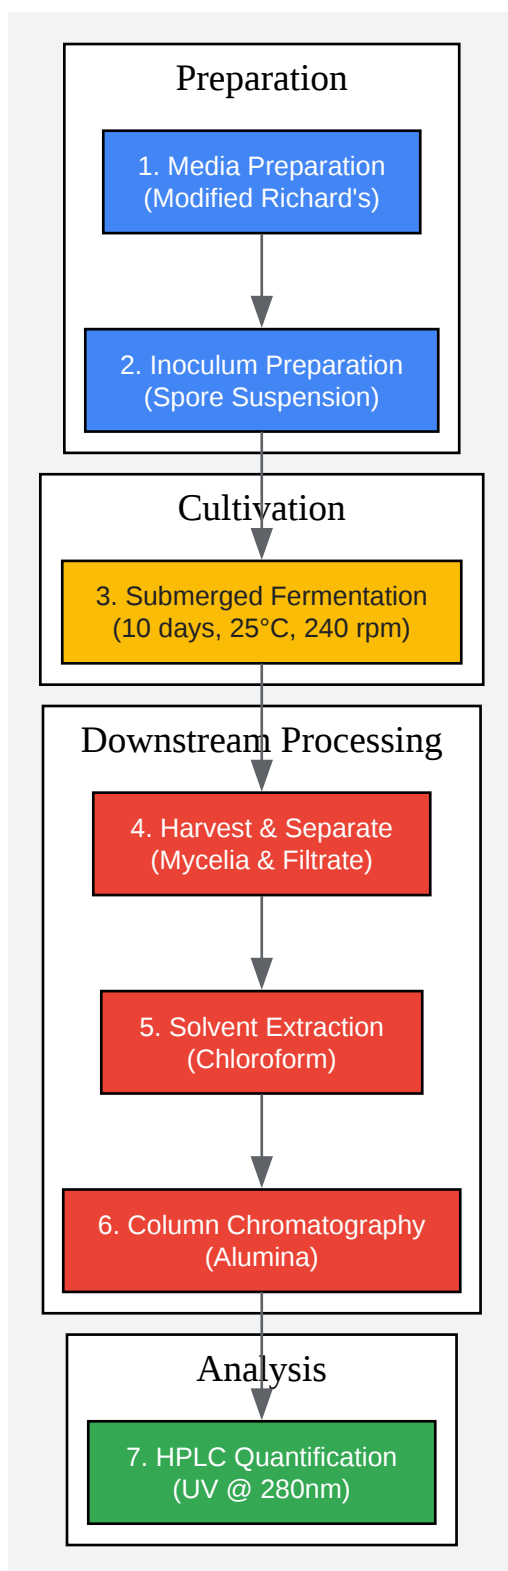 Preparation
1. Media Preparation
(Modified Richard's)
2. Inoculum Preparation
(Spore Suspension)
Cultivation
3. Submerged Fermentation
(10 days, 25°C, 240 rpm)
Downstream Processing
4. Harvest & Separate
(Mycelia & Filtrate)
5. Solvent Extraction
(Chloroform)
6. Column Chromatography
(Alumina)
Analysis
7. HPLC Quantification
(UV @ 280nm)